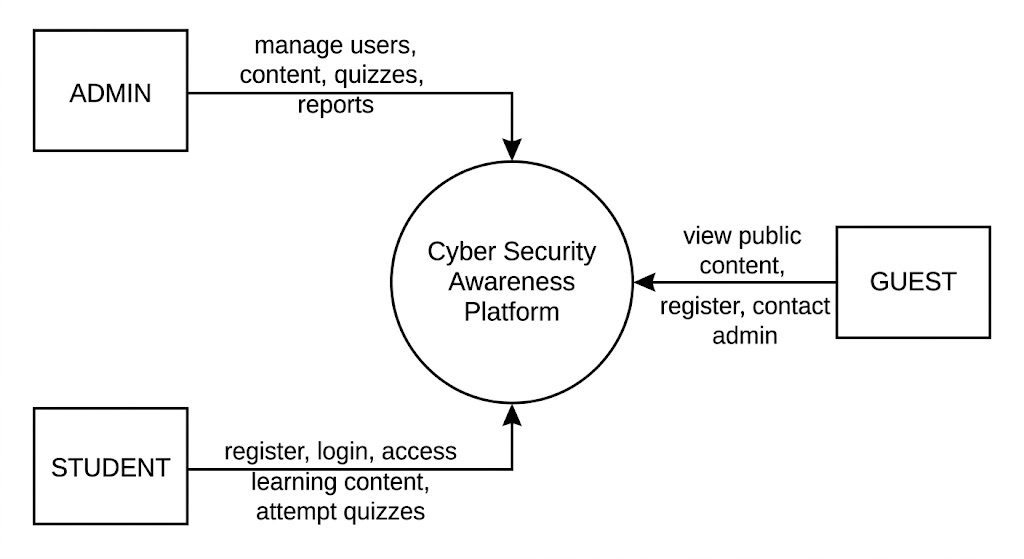 ADMIN
manage users,
content, quizzes,
reports
Cyber Security
Awareness
Platform
view public
content,
register, contact
admin
GUEST
STUDENT
register, login, access
learning content,
attempt quizzes